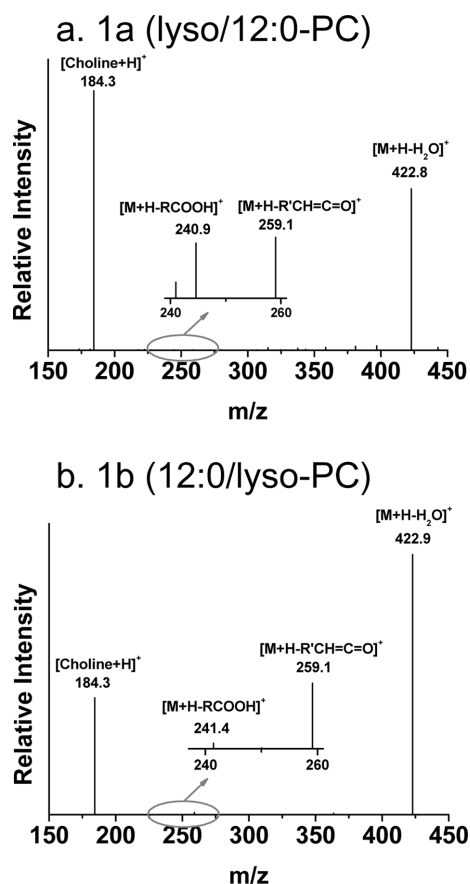 a. 1a (lyso/12:0-PC)
[Choline+H]⁺
184.3
[M+H-H₂O]⁺
422.8
[M+H-RCOOH]⁺
[M+H-R'CH=C=O]⁺
240.9
259.1
240
260
Relative Intensity
150
200
250
300
350
400
450
m/z
b. 1b (12:0/lyso-PC)
[M+H-H₂O]⁺
422.9
[M+H-R'CH=C=O]⁺
[Choline+H]⁺
259.1
184.3
[M+H-RCOOH]⁺
241.4
240
260
Relative Intensity
150
200
250
300
350
400
450
m/z